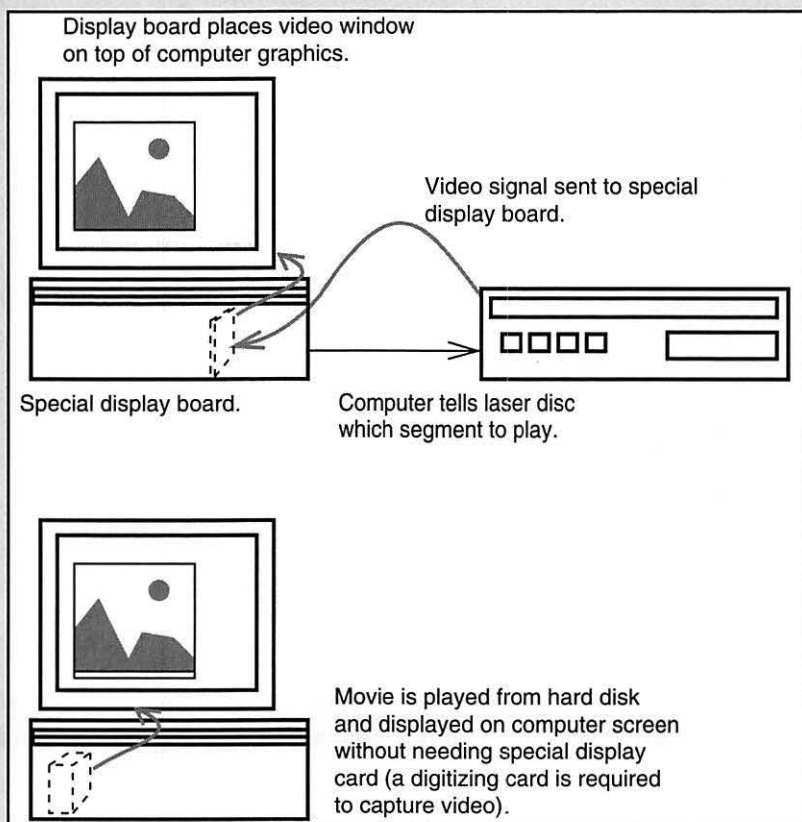 Display board places video window
on top of computer graphics.
Video signal sent to special
display board.
Special display board.
Computer tells laser disc
which segment to play.
Movie is played from hard disk
and displayed on computer screen
without needing special display
card (a digitizing card is required
to capture video).